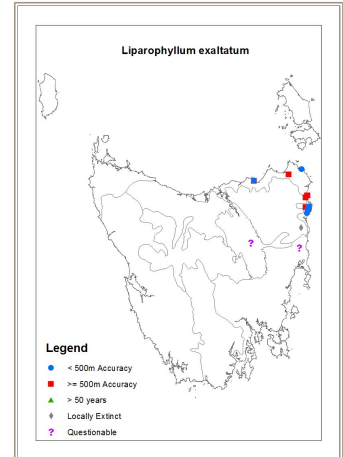 Liparophyllum exaltatum
?
?
Legend
< 500m Accuracy
>= 500m Accuracy
> 50 years
Locally Extinct
? Questionable